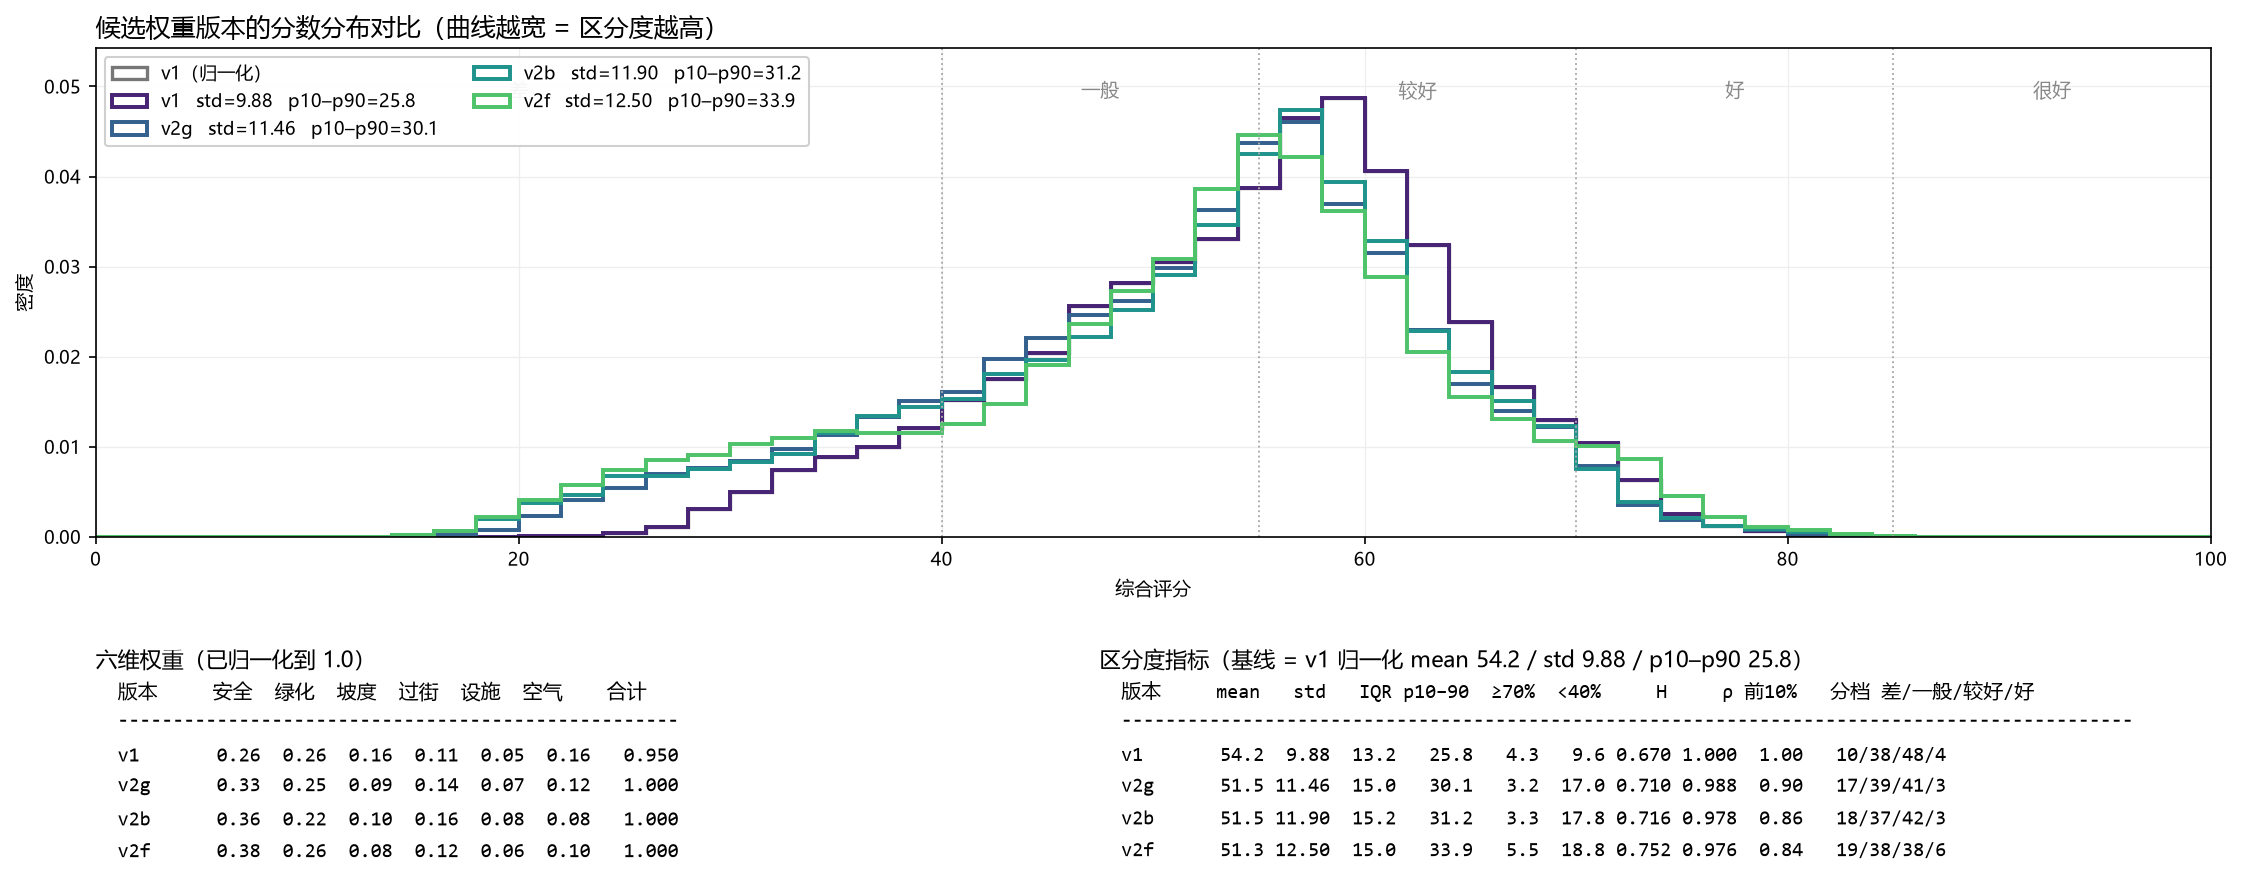 候选权重版本的分数分布对比（曲线越宽 = 区分度越高）
v1（归一化）
v1 std=9.88 p10–p90=25.8
v2g std=11.46 p10–p90=30.1
v2b std=11.90 p10–p90=31.2
v2f std=12.50 p10–p90=33.9
一般 较好 好 很好
0.05
0.04
0.03
0.02
0.01
0.00
密度
0 20 40 60 80 100
综合评分
六维权重（已归一化到 1.0）
版本 安全 绿化 坡度 过街 设施 空气 合计
-------------------------------------------------------
v1 0.26 0.26 0.16 0.11 0.05 0.16 0.950
v2g 0.33 0.25 0.09 0.14 0.07 0.12 1.000
v2b 0.36 0.22 0.10 0.16 0.08 0.08 1.000
v2f 0.38 0.26 0.08 0.12 0.06 0.10 1.000
区分度指标（基线 = v1 归一化 mean 54.2 / std 9.88 / p10–p90 25.8）
版本 mean std IQR p10–90 ≥70% <40% H ρ 前10% 分档 差/一般/较好/好
--------------------------------------------------------------------------------------------
v1 54.2 9.88 13.2 25.8 4.3 9.6 0.670 1.000 1.00 10/38/48/4
v2g 51.5 11.46 15.0 30.1 3.2 17.0 0.710 0.988 0.90 17/39/41/3
v2b 51.5 11.90 15.2 31.2 3.3 17.8 0.716 0.978 0.86 18/37/42/3
v2f 51.3 12.50 15.0 33.9 5.5 18.8 0.752 0.976 0.84 19/38/38/6